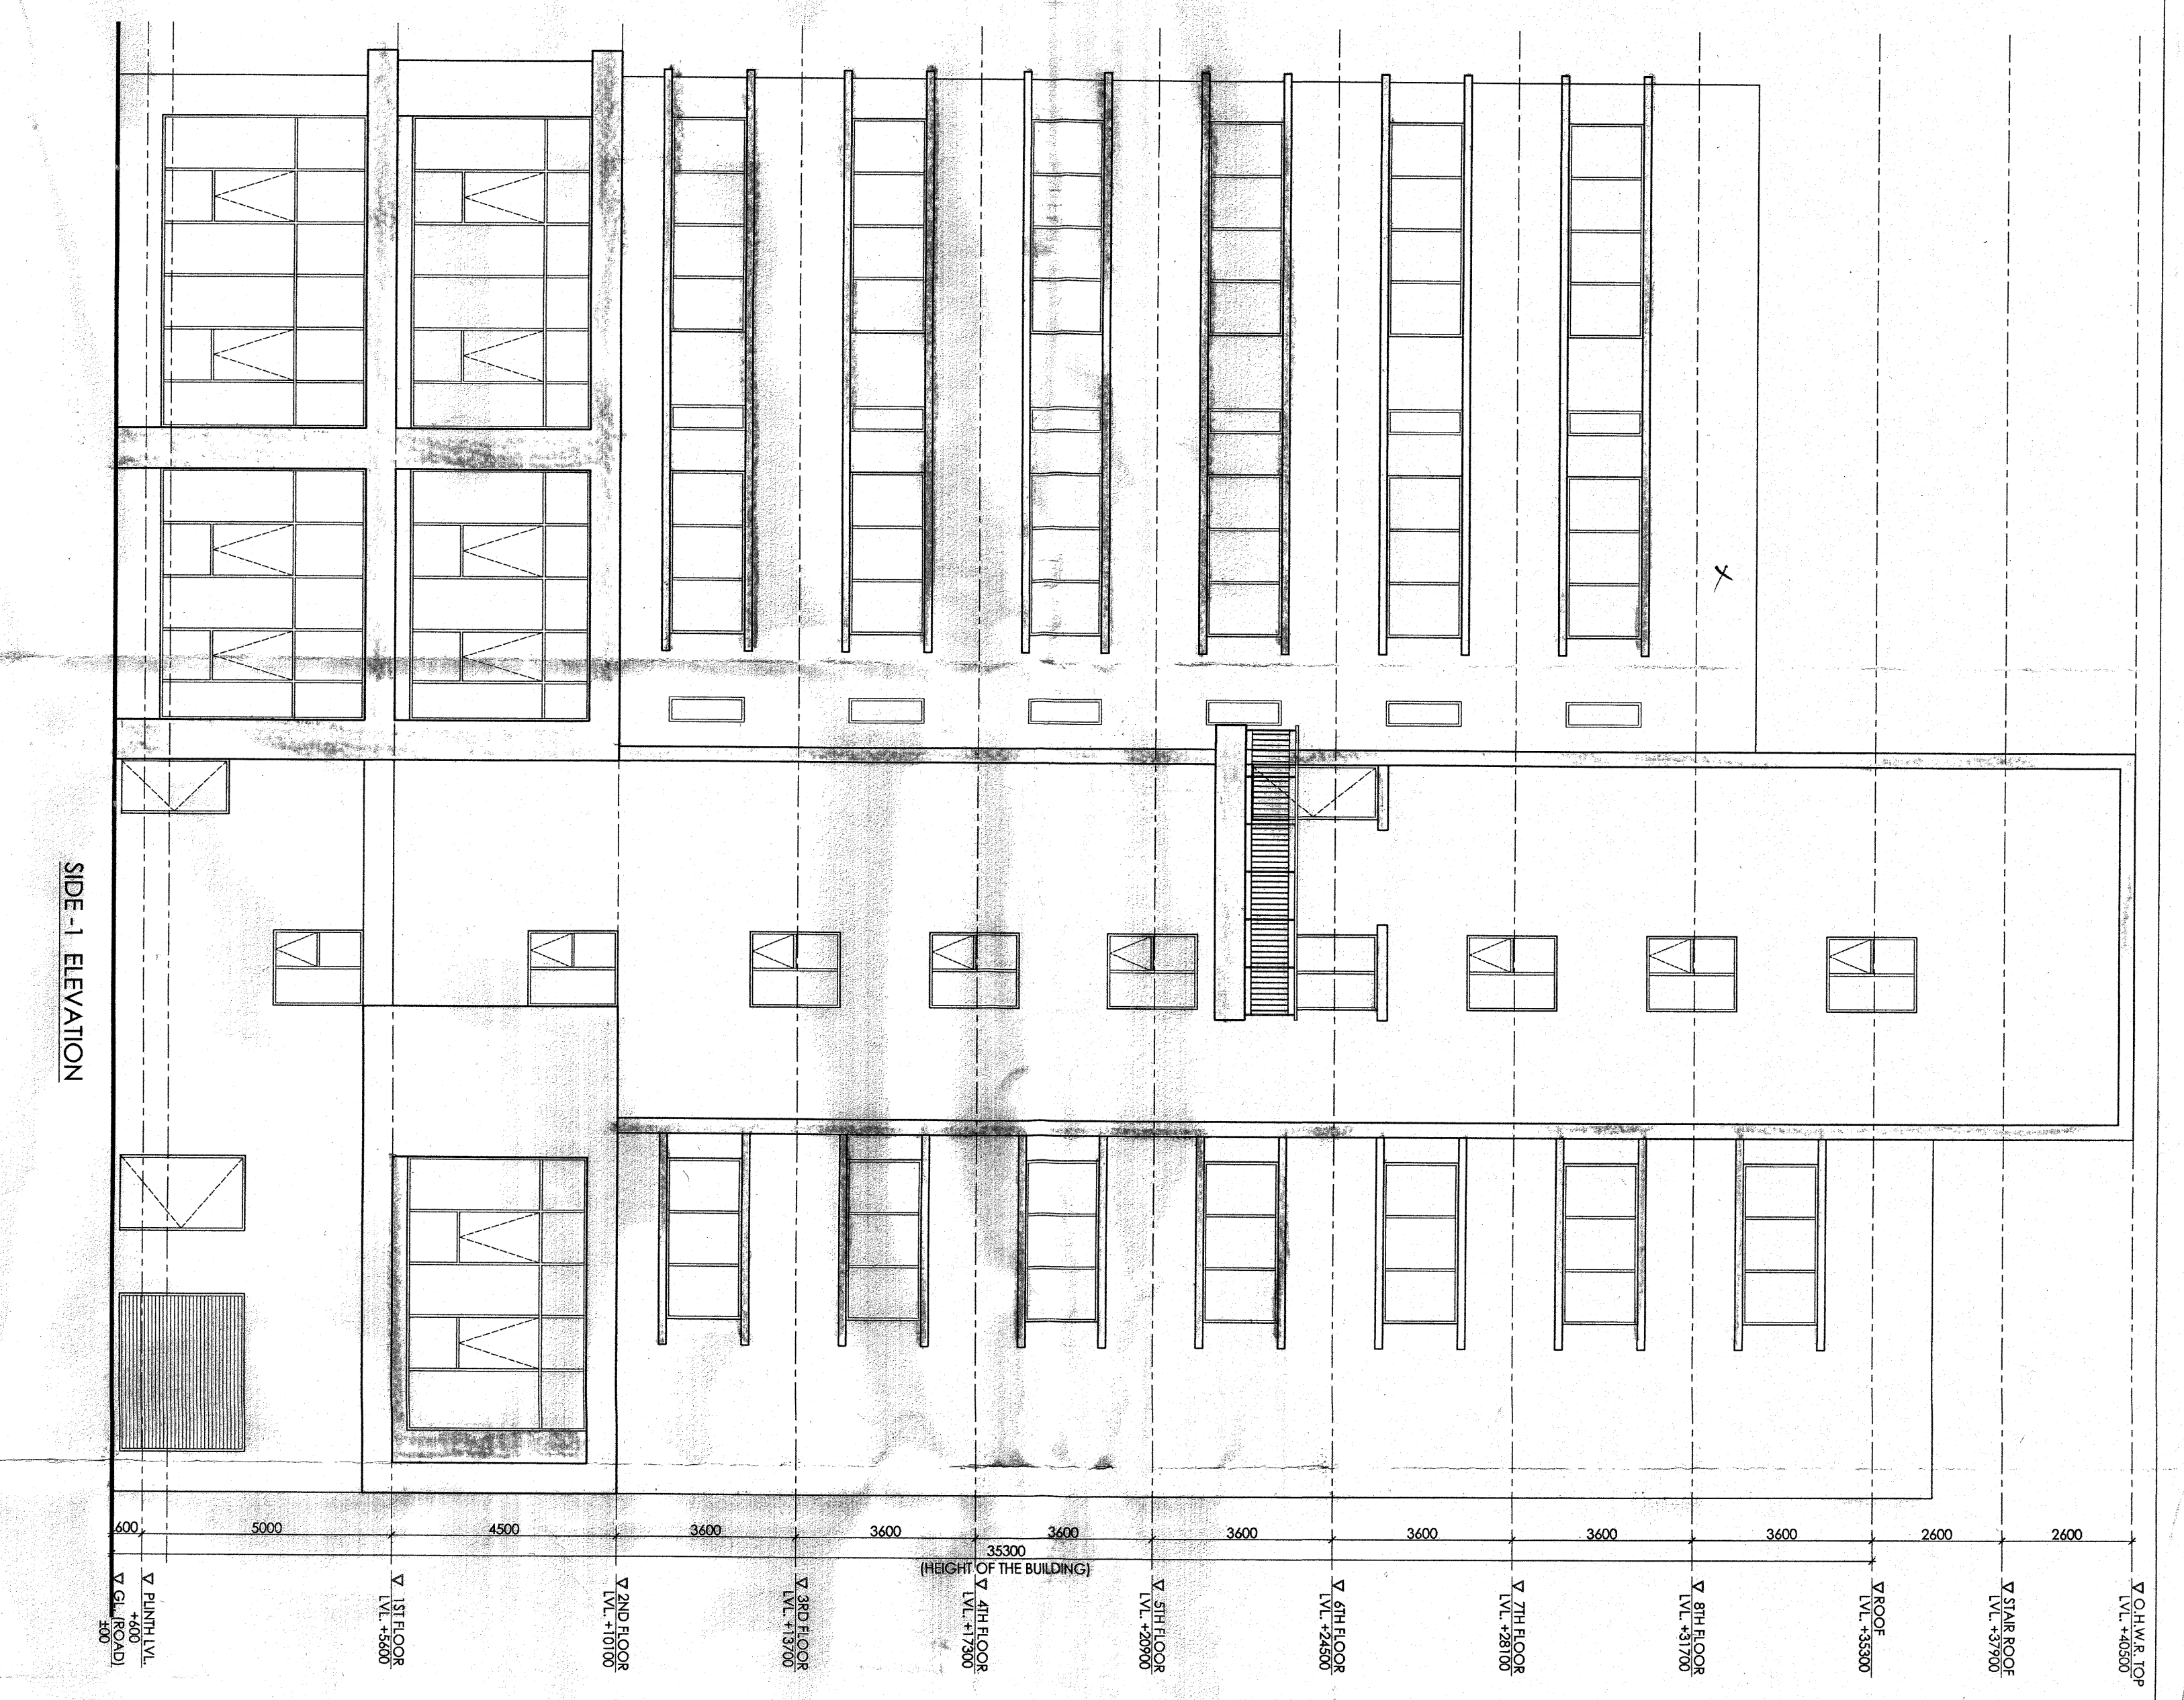 SIDE -1 ELEVATION
600
5000
4500
3600
3600
3600
3600
3600
3600
3600
2600
2600
35300
(HEIGHT OF THE BUILDING)
GL. (ROAD)
±00
PLINTH LVL.
+600
1ST FLOOR
LVL. +5600
2ND FLOOR
LVL. +10100
3RD FLOOR
LVL. +13700
4TH FLOOR
LVL. +17300
5TH FLOOR
LVL. +20900
6TH FLOOR
LVL. +24500
7TH FLOOR
LVL. +28100
8TH FLOOR
LVL. +31700
ROOF
LVL. +35300
STAIR ROOF
LVL. +37900
O.H.W.R. TOP
LVL. +40500